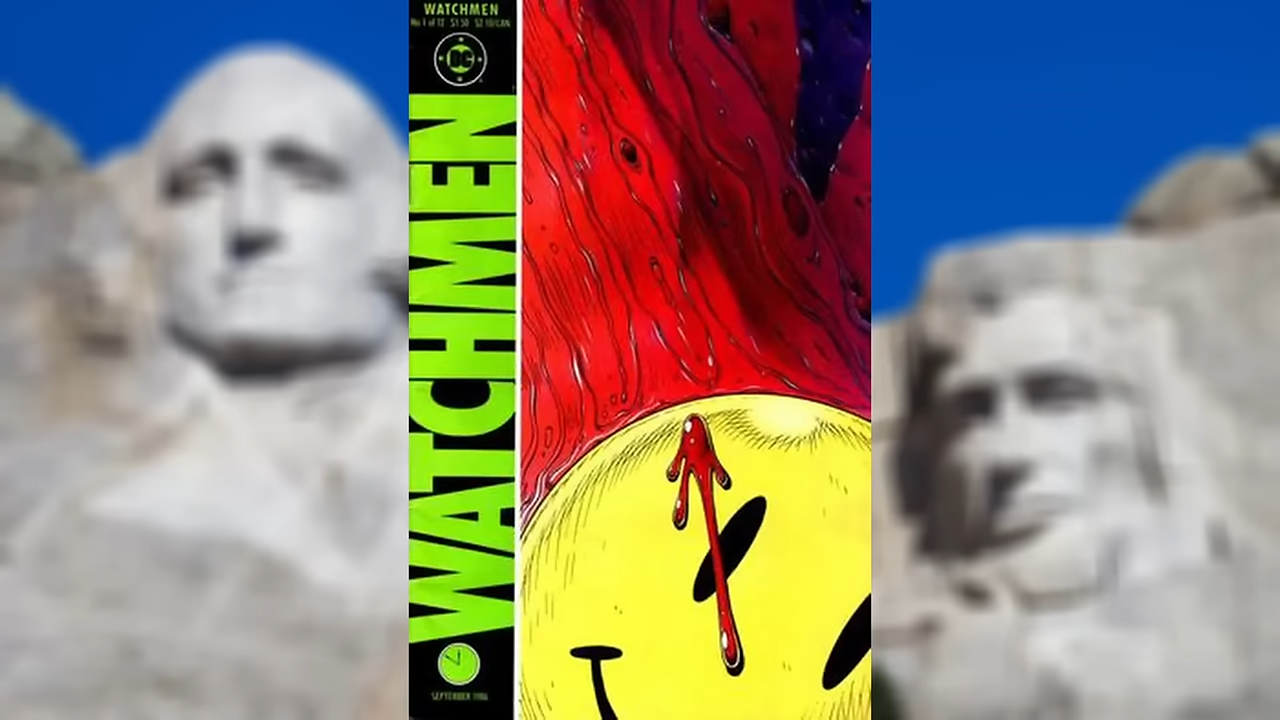 WATCHMEN
No. 1 of 12 $1.50 $2.10/CAN
DC
WATCHMEN
SEPTEMBER 1986